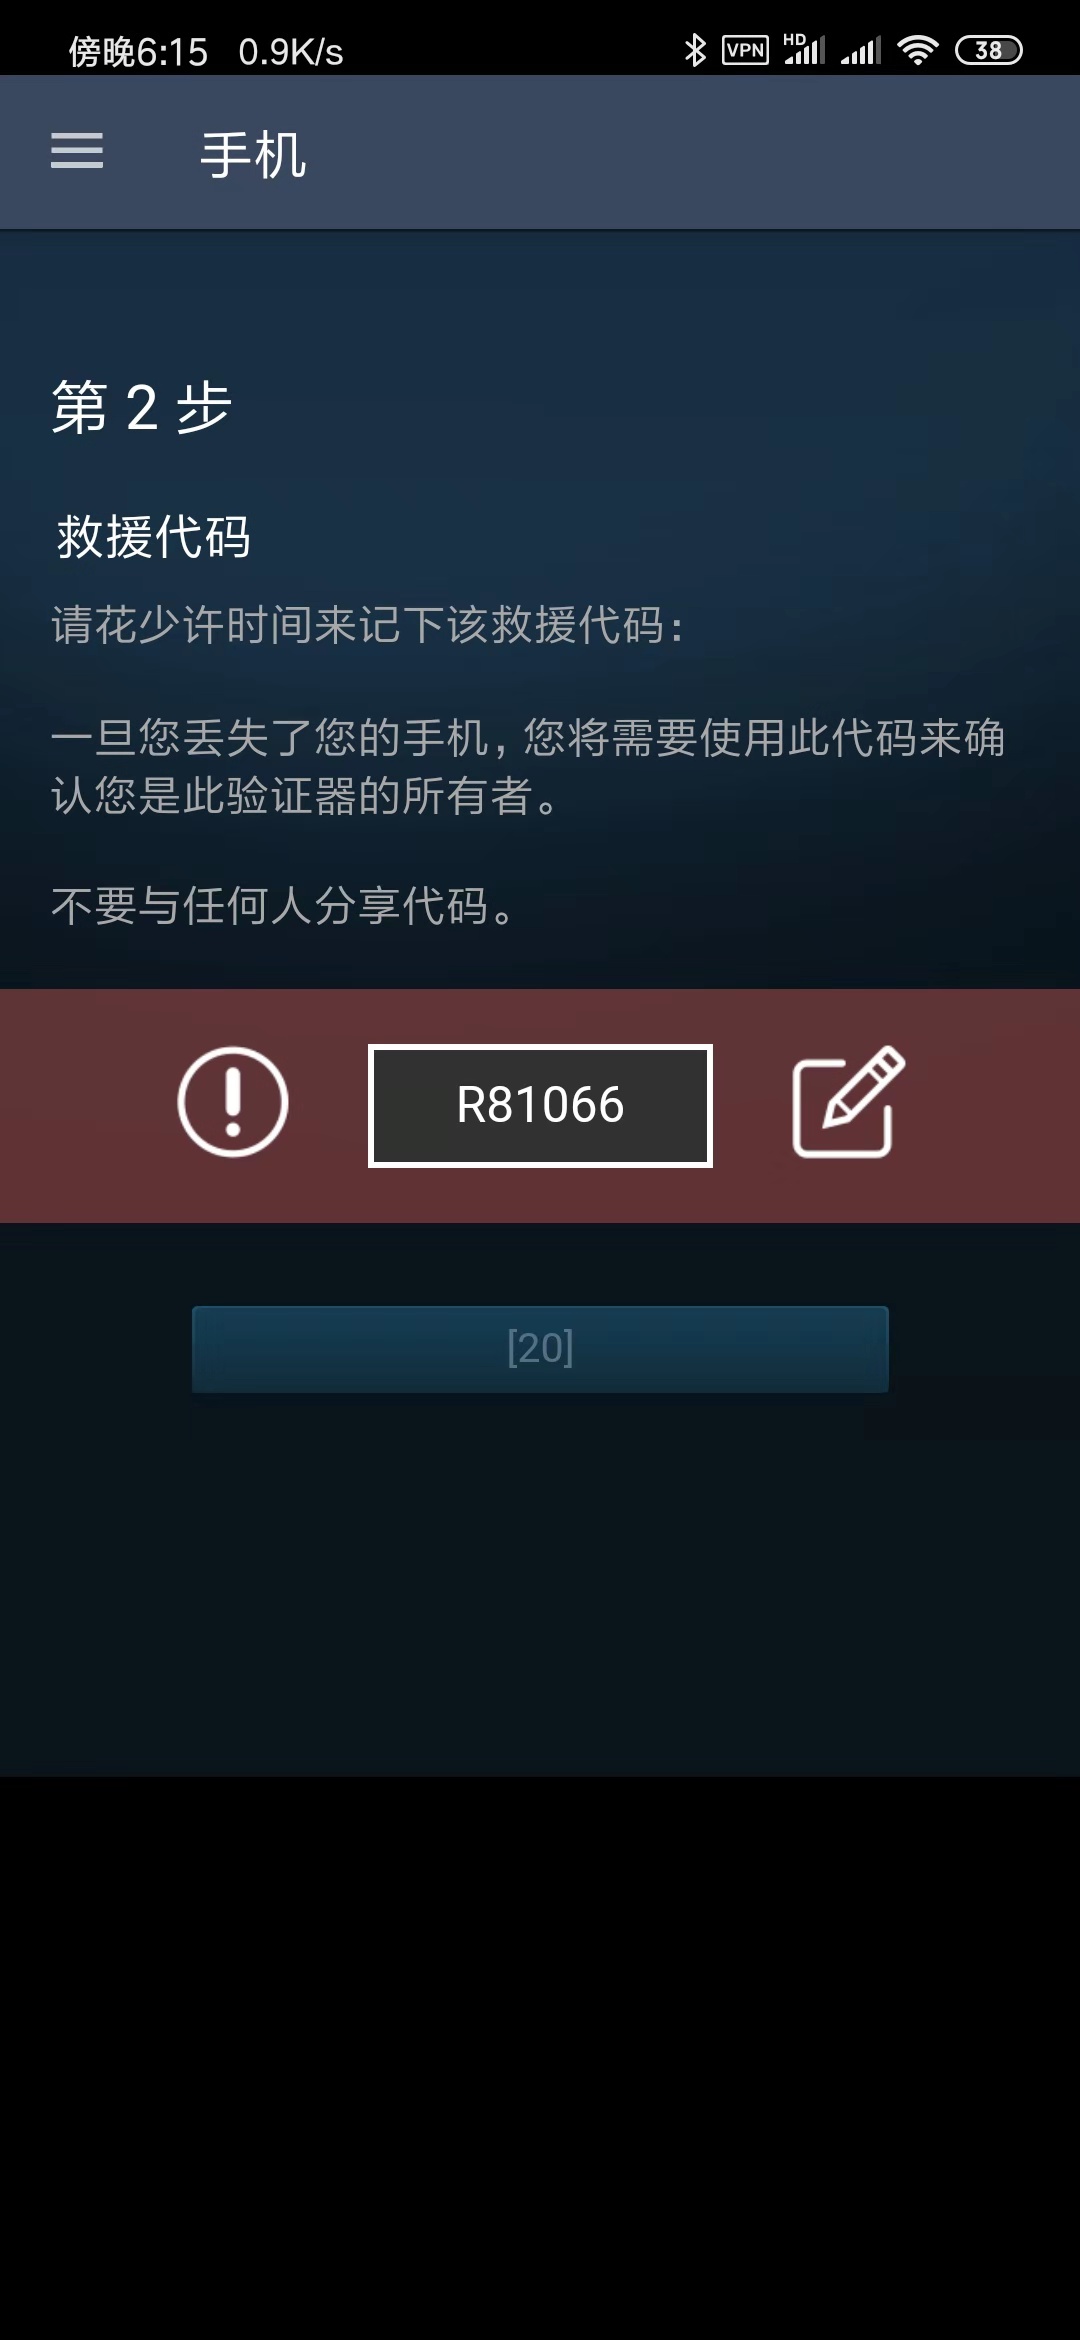 傍晚6:15 0.9K/s VPN HD 38
手机
第 2 步
救援代码
请花少许时间来记下该救援代码：
一旦您丢失了您的手机，您将需要使用此代码来确
认您是此验证器的所有者。
不要与任何人分享代码。
R81066
[20]